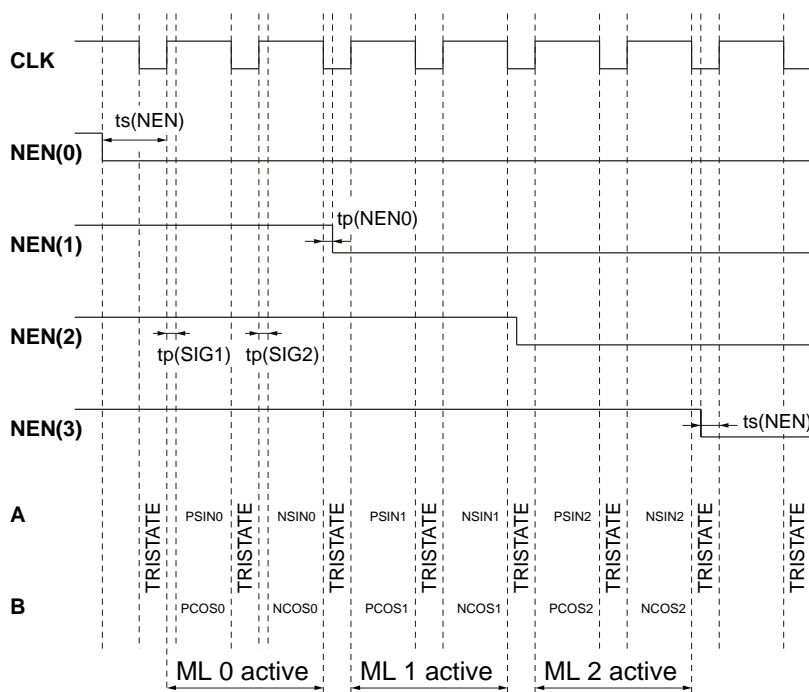 CLK
ts(NEN)
NEN(0)
tp(NEN0)
NEN(1)
NEN(2)
tp(SIG1) tp(SIG2)
NEN(3) ts(NEN)
A TRISTATE PSIN0 TRISTATE NSIN0 TRISTATE PSIN1 TRISTATE NSIN1 TRISTATE PSIN2 TRISTATE NSIN2 TRISTATE TRISTATE
B PCOS0 NCOS0 PCOS1 NCOS1 PCOS2 NCOS2
ML 0 active ML 1 active ML 2 active